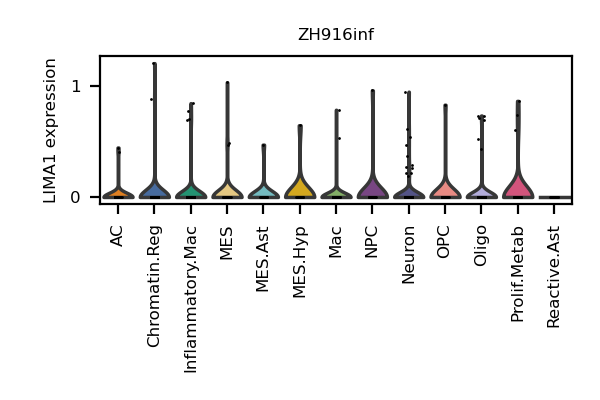 ZH916inf
LIMA1 expression
1
0
AC
Chromatin.Reg
Inflammatory.Mac
MES
MES.Ast
MES.Hyp
Mac
NPC
Neuron
OPC
Oligo
Prolif.Metab
Reactive.Ast